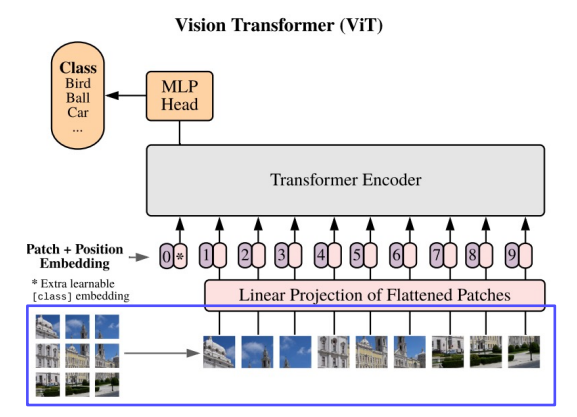 Vision Transformer (ViT)
Class
Bird
Ball
Car
...
MLP
Head
Transformer Encoder
Patch + Position
Embedding
0 * 1 2 3 4 5 6 7 8 9
* Extra learnable
[class] embedding
Linear Projection of Flattened Patches